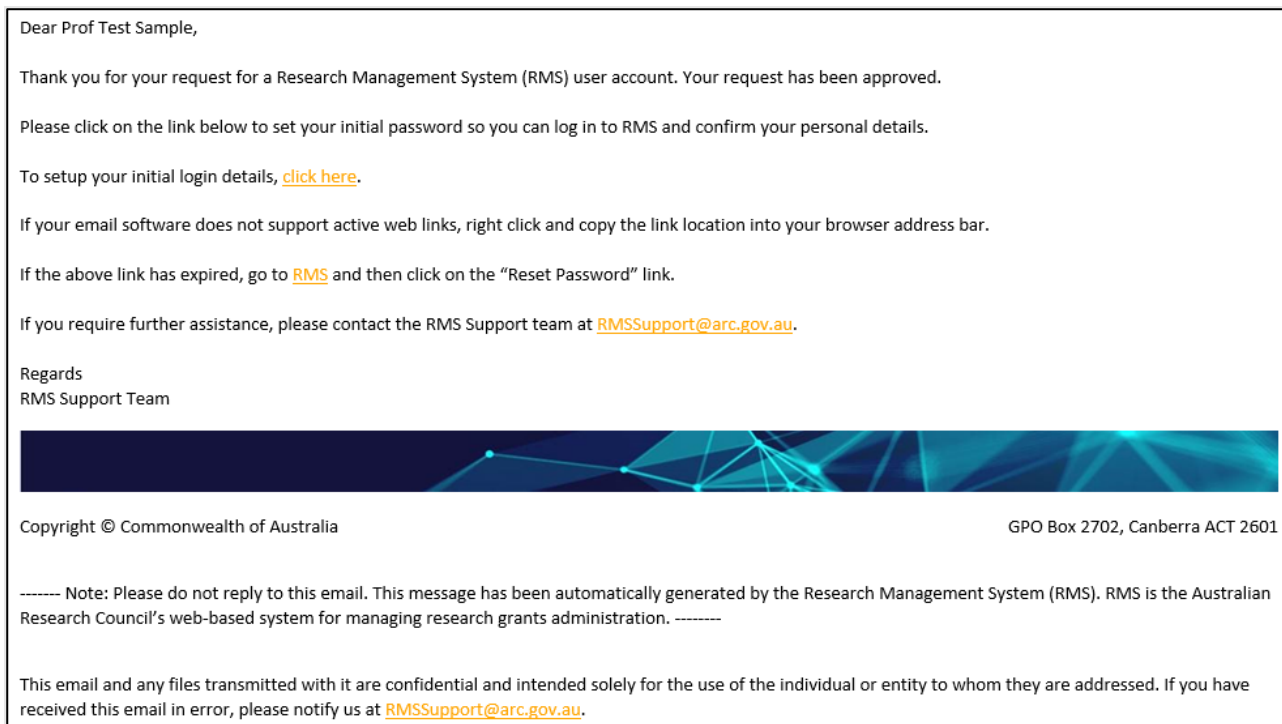 Dear Prof Test Sample,
Thank you for your request for a Research Management System (RMS) user account. Your request has been approved.
Please click on the link below to set your initial password so you can log in to RMS and confirm your personal details.
To setup your initial login details, click here.
If your email software does not support active web links, right click and copy the link location into your browser address bar.
If the above link has expired, go to RMS and then click on the “Reset Password” link.
If you require further assistance, please contact the RMS Support team at RMSSupport@arc.gov.au.
Regards
RMS Support Team
Copyright © Commonwealth of Australia GPO Box 2702, Canberra ACT 2601
------- Note: Please do not reply to this email. This message has been automatically generated by the Research Management System (RMS). RMS is the Australian
Research Council’s web-based system for managing research grants administration. --------
This email and any files transmitted with it are confidential and intended solely for the use of the individual or entity to whom they are addressed. If you have
received this email in error, please notify us at RMSSupport@arc.gov.au.